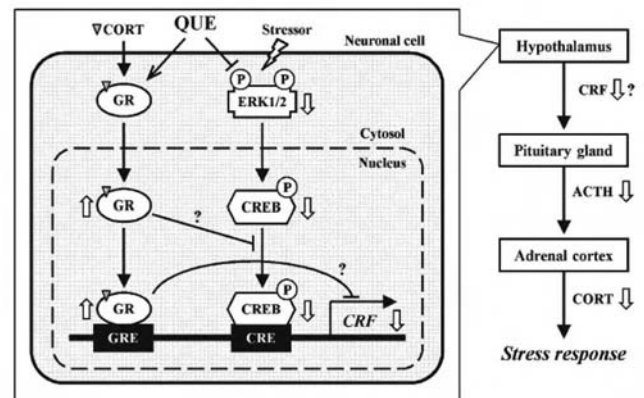 ▽CORT
QUE
Stressor
Neuronal cell
Hypothalamus
P P
GR
ERK1/2
CRF ?
Cytosol
Nucleus
Pituitary gland
P
GR
CREB
ACTH
?
Adrenal cortex
?
P
GR
CREB
CRF
CORT
GRE
CRE
Stress response